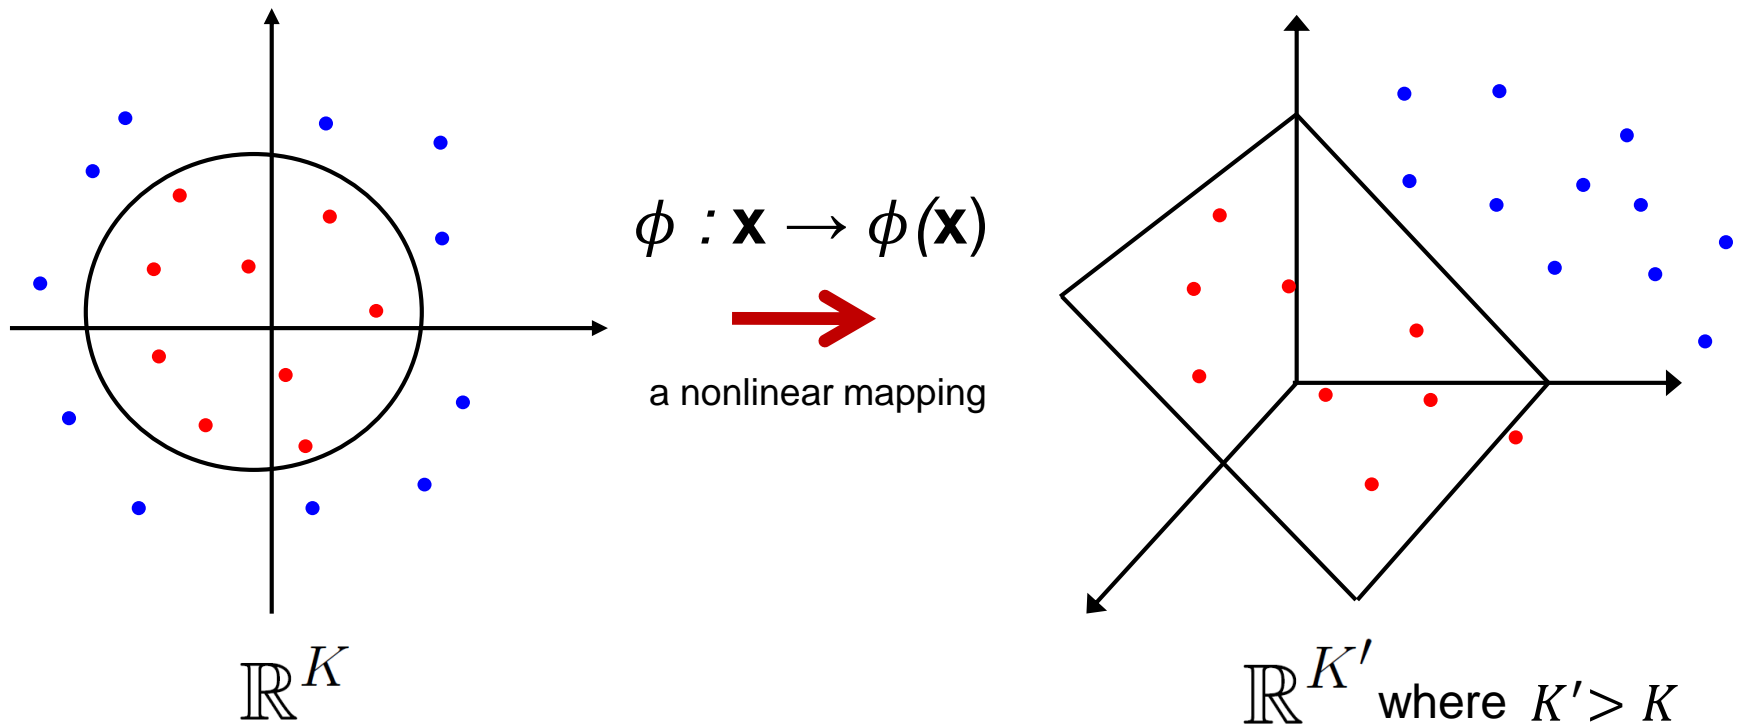 ϕ : x → ϕ(x)
a nonlinear mapping
ℝ^K
ℝ^K′ where K′ > K